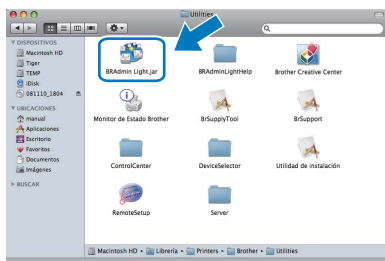 Utilities
DISPOSITIVOS
Macintosh HD
Tiger
TEMP
iDisk
081110_1804
UBICACIONES
manual
Aplicaciones
Escritorio
Favoritos
Documentos
Imágenes
BUSCAR
BRAdmin Light.jar
BRAdminLightHelp
Brother Creative Center
Monitor de Estado Brother
BrSupplyTool
BrSupport
ControlCenter
DeviceSelector
Utilidad de instalación
RemoteSetup
Server
Macintosh HD ▸ Librería ▸ Printers ▸ Brother ▸ Utilities